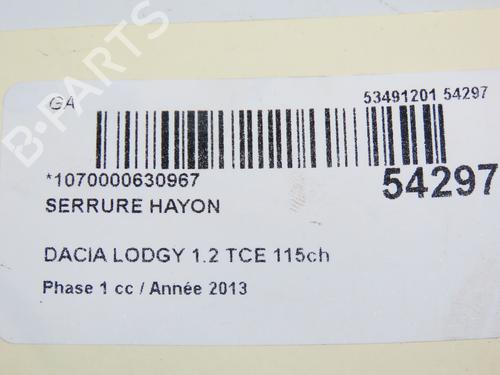 B-PARTS
GA
53491201 54297
*1070000630967
54297
SERRURE HAYON
DACIA LODGY 1.2 TCE 115ch
Phase 1 cc / Année 2013